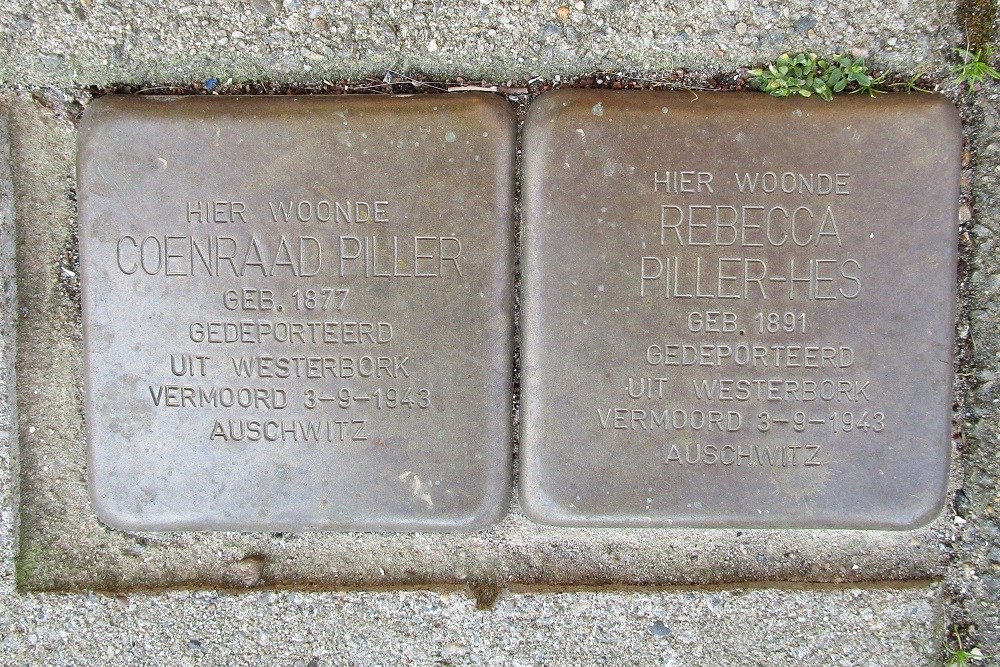 HIER WOONDE
COENRAAD PILLER
GEB. 1877
GEDEPORTEERD
UIT WESTERBORK
VERMOORD 3-9-1943
AUSCHWITZ
HIER WOONDE
REBECCA
PILLER-HES
GEB. 1891
GEDEPORTEERD
UIT WESTERBORK
VERMOORD 3-9-1943
AUSCHWITZ